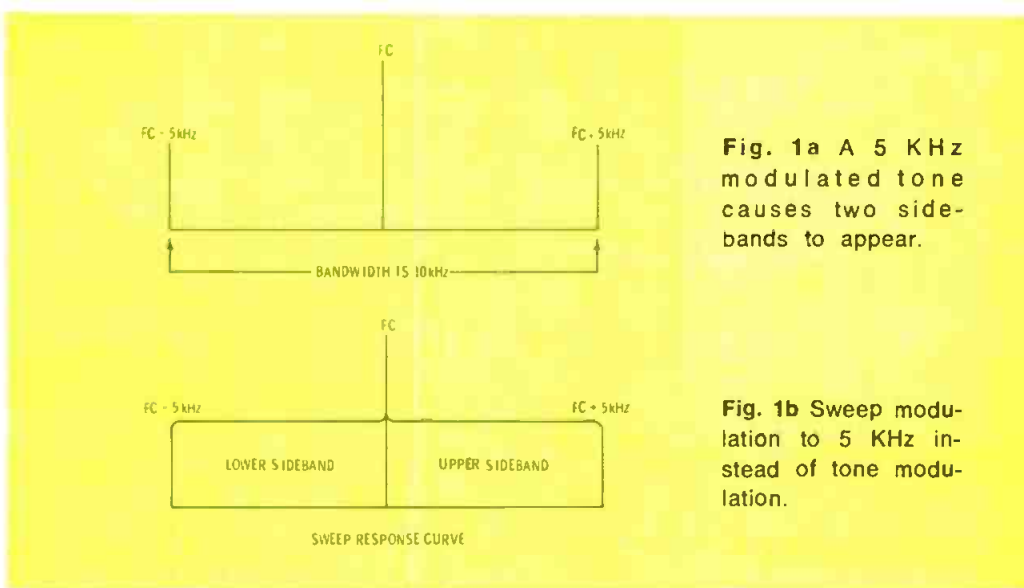 FC
FC - 5kHz
FC + 5kHz
BANDWIDTH IS 10kHz
Fig. 1a A 5 KHz
modulated tone
causes two side-
bands to appear.
FC
FC - 5 kHz
FC + 5kHz
LOWER SIDEBAND
UPPER SIDEBAND
SWEEP RESPONSE CURVE
Fig. 1b Sweep modu-
lation to 5 KHz in-
stead of tone modu-
lation.